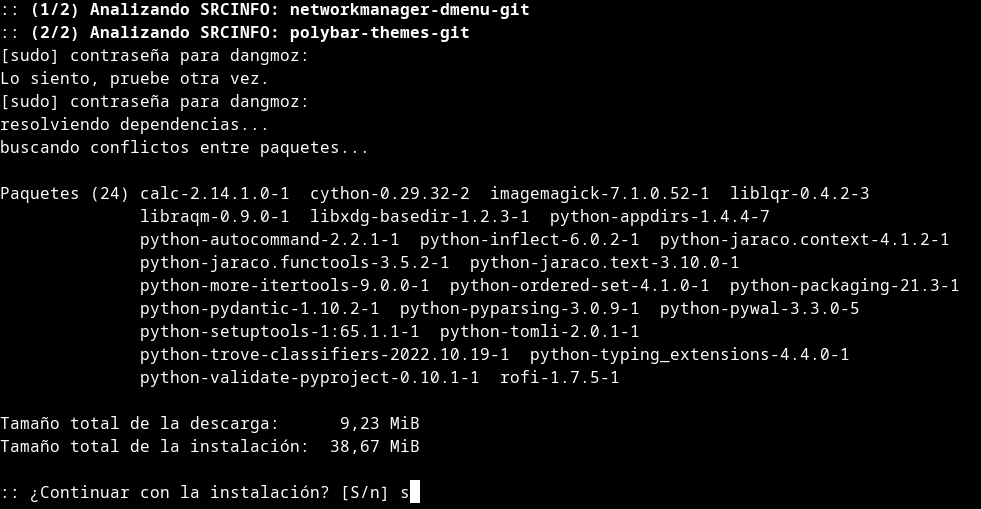 :: (1/2) Analizando SRCINFO: networkmanager-dmenu-git
:: (2/2) Analizando SRCINFO: polybar-themes-git
[sudo] contraseña para dangmoz:
Lo siento, pruebe otra vez.
[sudo] contraseña para dangmoz:
resolviendo dependencias...
buscando conflictos entre paquetes...
Paquetes (24) calc-2.14.1.0-1 cython-0.29.32-2 imagemagick-7.1.0.52-1 liblqr-0.4.2-3
libraqm-0.9.0-1 libxdg-basedir-1.2.3-1 python-appdirs-1.4.4-7
python-autocommand-2.2.1-1 python-inflect-6.0.2-1 python-jaraco.context-4.1.2-1
python-jaraco.functools-3.5.2-1 python-jaraco.text-3.10.0-1
python-more-itertools-9.0.0-1 python-ordered-set-4.1.0-1 python-packaging-21.3-1
python-pydantic-1.10.2-1 python-pyparsing-3.0.9-1 python-pywal-3.3.0-5
python-setuptools-1:65.1.1-1 python-tomli-2.0.1-1
python-trove-classifiers-2022.10.19-1 python-typing_extensions-4.4.0-1
python-validate-pyproject-0.10.1-1 rofi-1.7.5-1
Tamaño total de la descarga: 9,23 MiB
Tamaño total de la instalación: 38,67 MiB
:: ¿Continuar con la instalación? [S/n] s